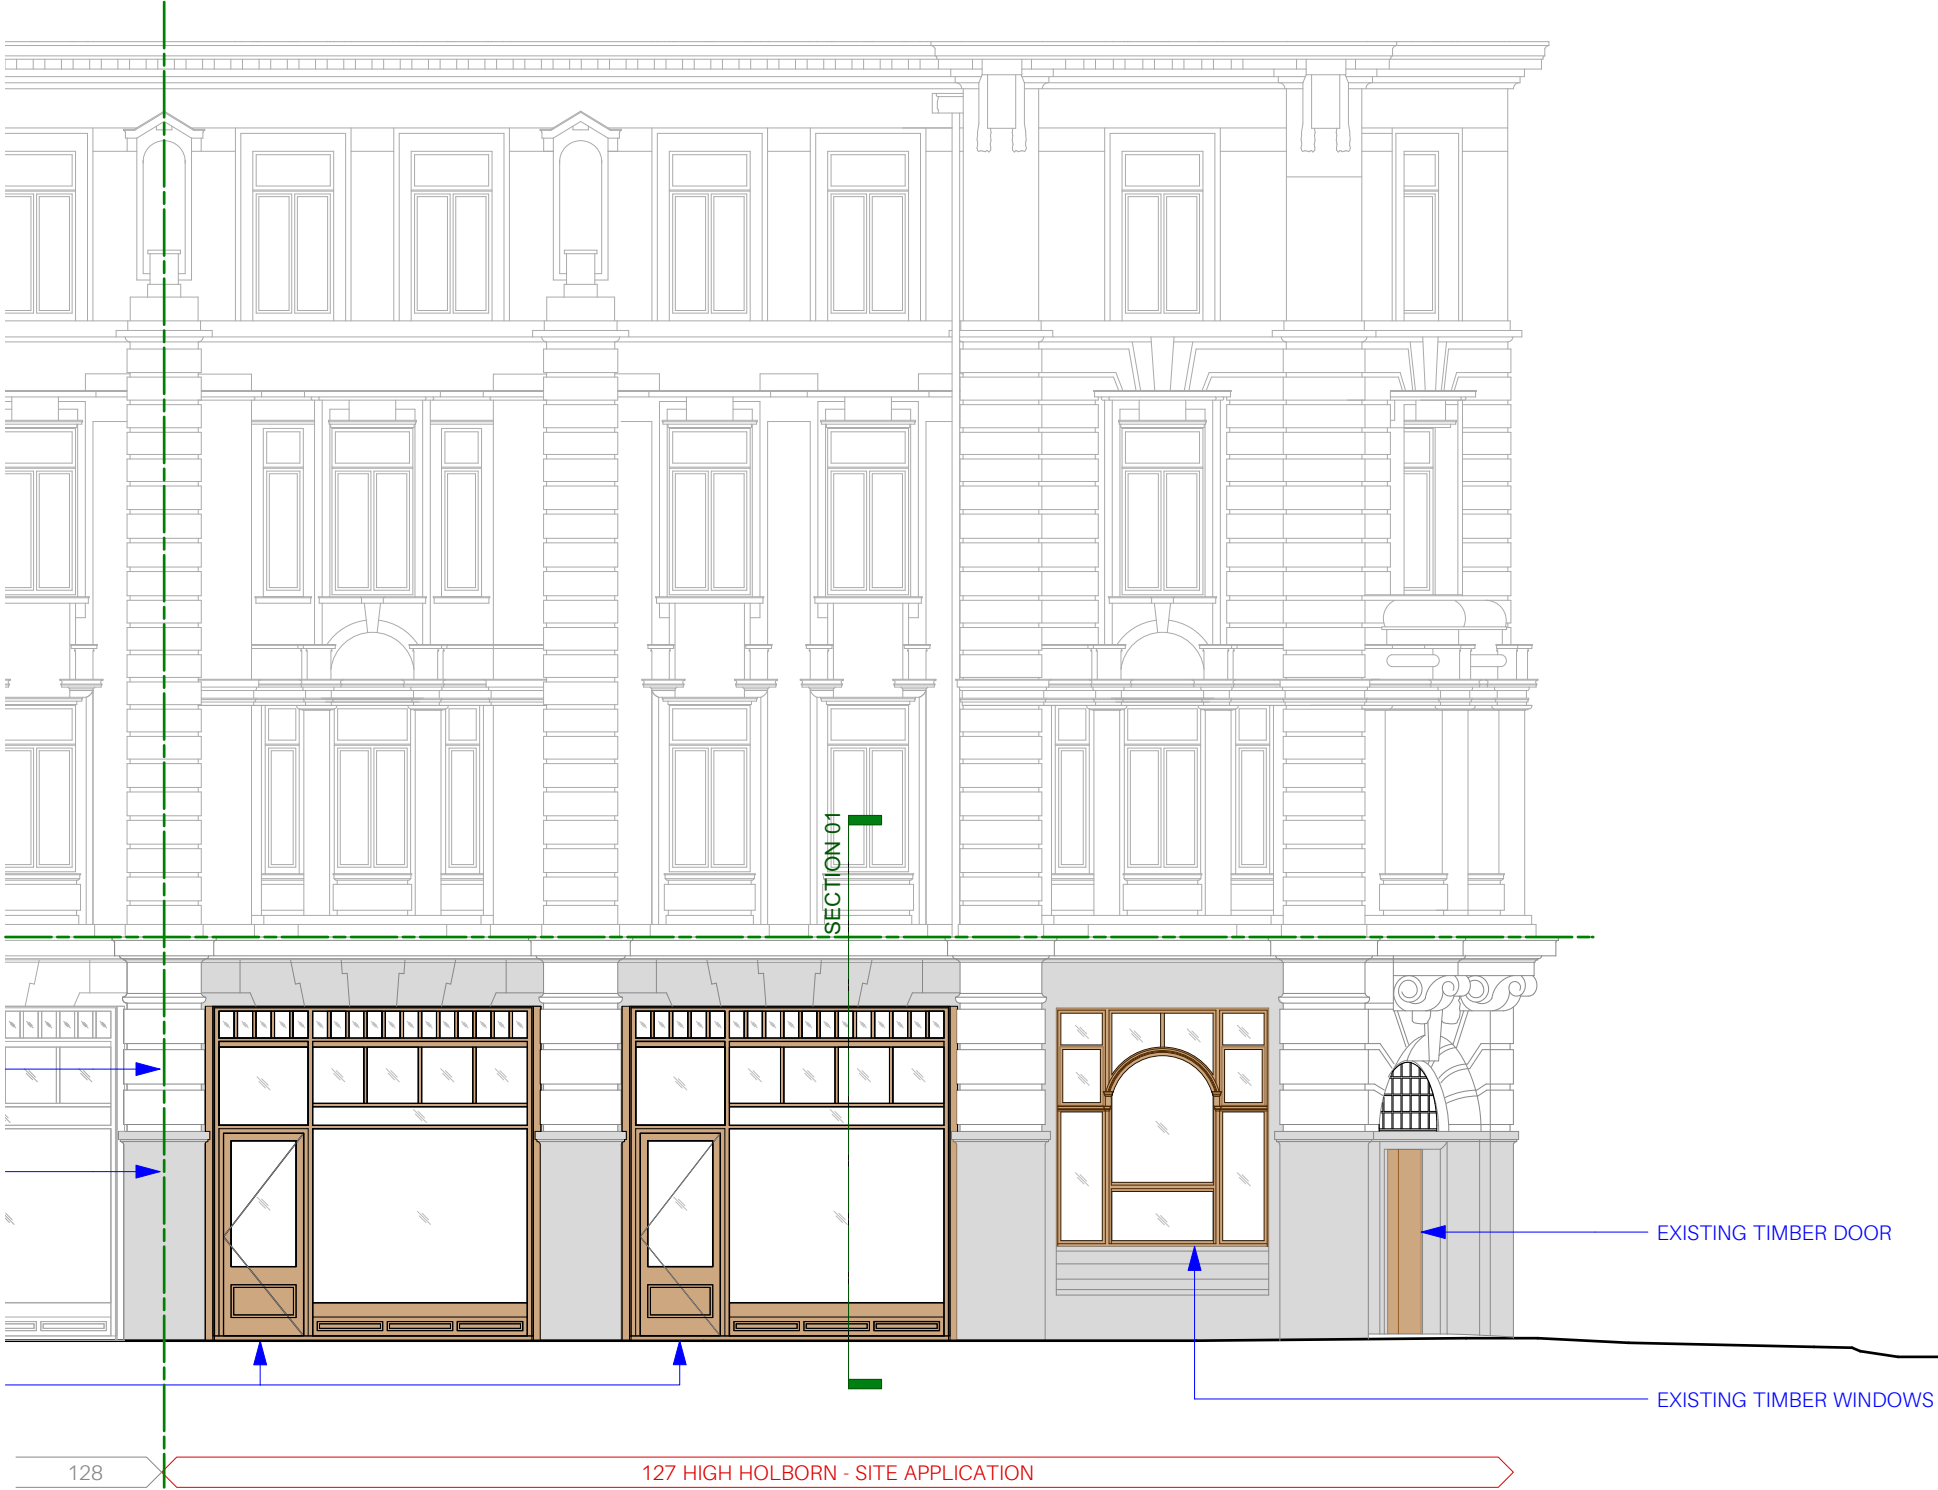 SECTION 01
EXISTING TIMBER DOOR
EXISTING TIMBER WINDOWS
128
127 HIGH HOLBORN - SITE APPLICATION